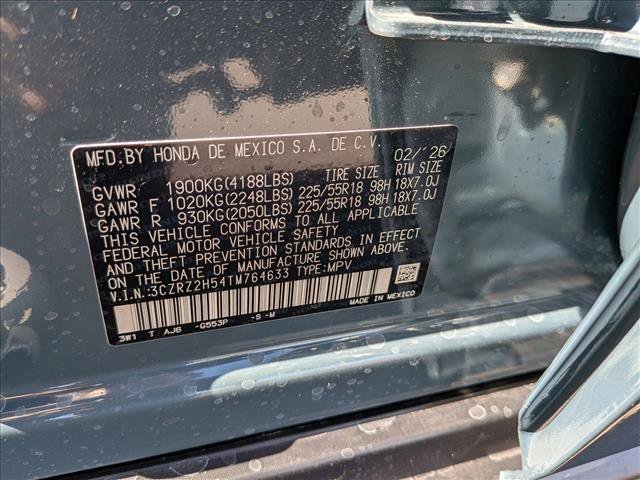 MFD.BY HONDA DE MEXICO S.A. DE C.V. 02/'26
GVWR 1900KG(4188LBS) TIRE SIZE RIM SIZE
GAWR F 1020KG(2248LBS) 225/55R18 98H 18X7.0J
GAWR R 930KG(2050LBS) 225/55R18 98H 18X7.0J
THIS VEHICLE CONFORMS TO ALL APPLICABLE
FEDERAL MOTOR VEHICLE SAFETY
AND THEFT PREVENTION STANDARDS IN EFFECT
ON THE DATE OF MANUFACTURE SHOWN ABOVE.
V.I.N.:3CZRZ2H54TM764633 TYPE:MPV
3W1 T AJ6 -G553P -S -M MADE IN MEXICO